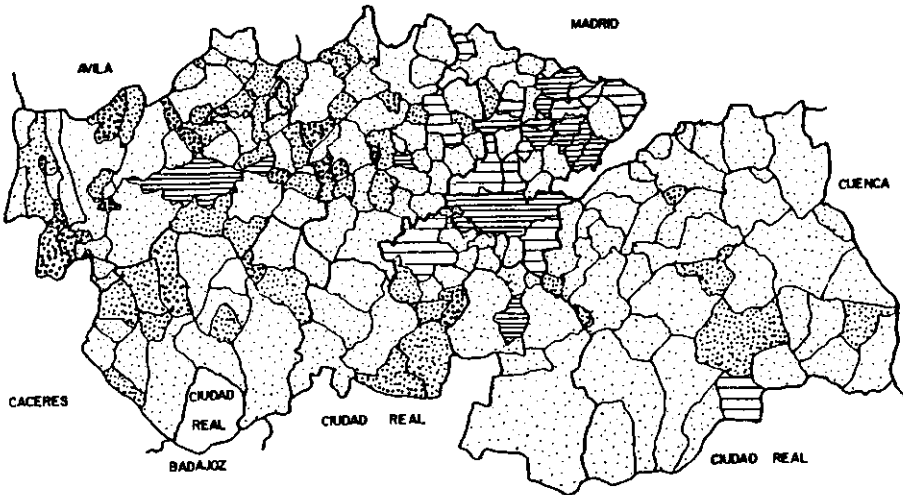 MADRID
AVILA
CUENCA
CACERES
CIUDAD
REAL
CIUDAD REAL
BADAJOZ
CIUDAD REAL